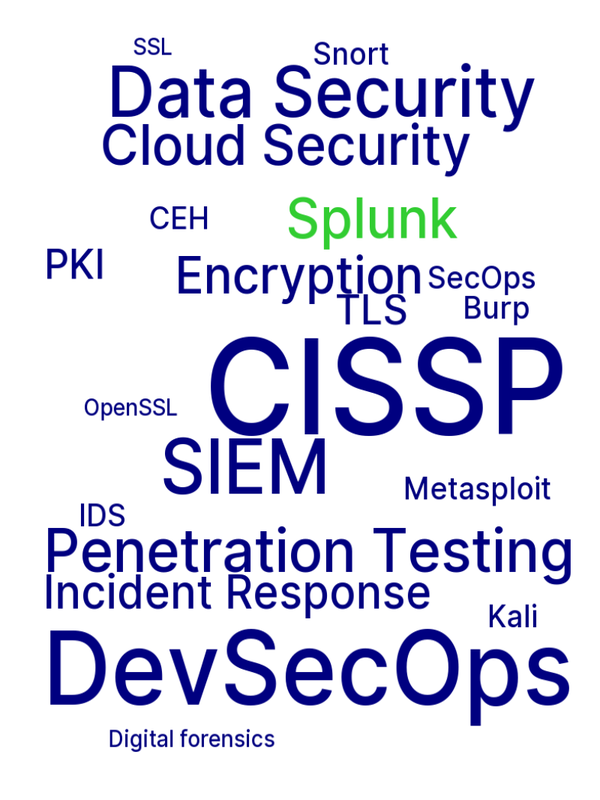 SSL
Snort
Data Security
Cloud Security
CEH
Splunk
PKI
Encryption
SecOps
TLS
Burp
CISSP
OpenSSL
SIEM
Metasploit
IDS
Penetration Testing
Incident Response
Kali
DevSecOps
Digital forensics